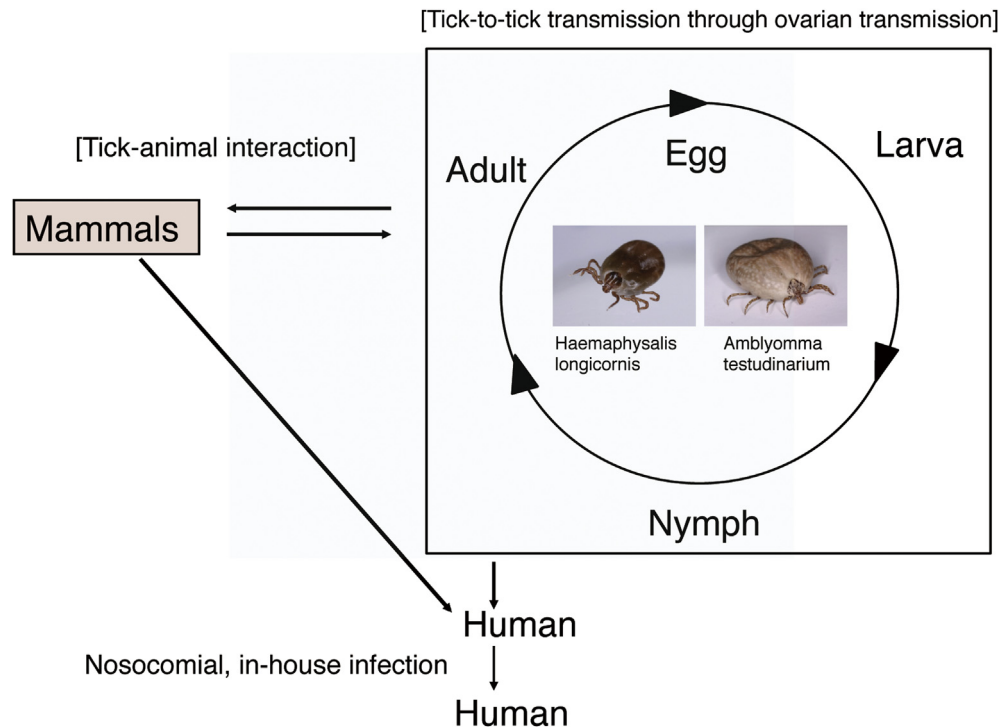 [Tick-to-tick transmission through ovarian transmission]
[Tick-animal interaction]
Mammals
Adult
Egg
Larva
Haemaphysalis
longicornis
Amblyomma
testudinarium
Nymph
Human
Nosocomial, in-house infection
Human